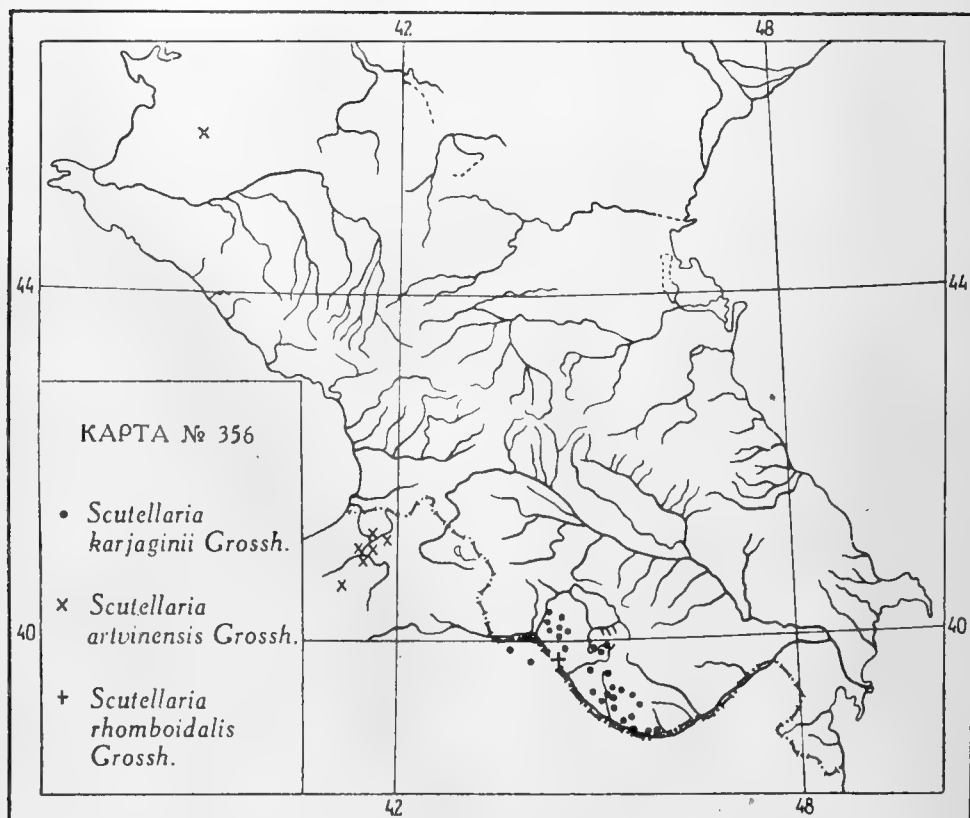 42 48
44 44
КАРТА № 356
• Scutellaria
karjaginii Grossh.
× Scutellaria
artvinensis Grossh.
+ Scutellaria
rhomboidalis
Grossh.
40 40
42 48